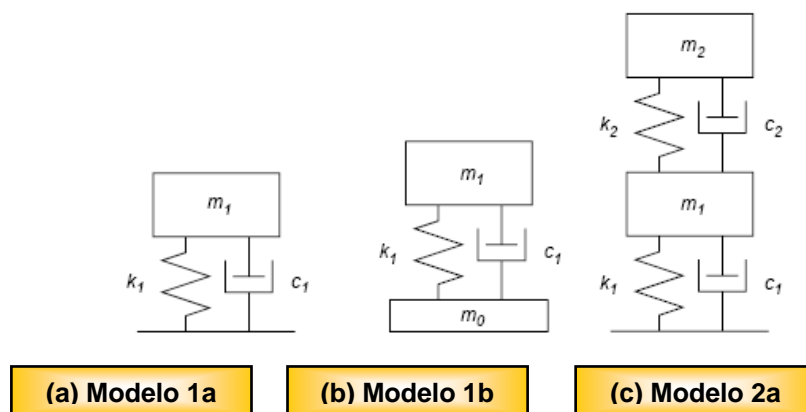 m2
k2
c2
m1
k1
c1
(a) Modelo 1a
m1
k1
c1
m0
(b) Modelo 1b
m1
k1
c1
(c) Modelo 2a